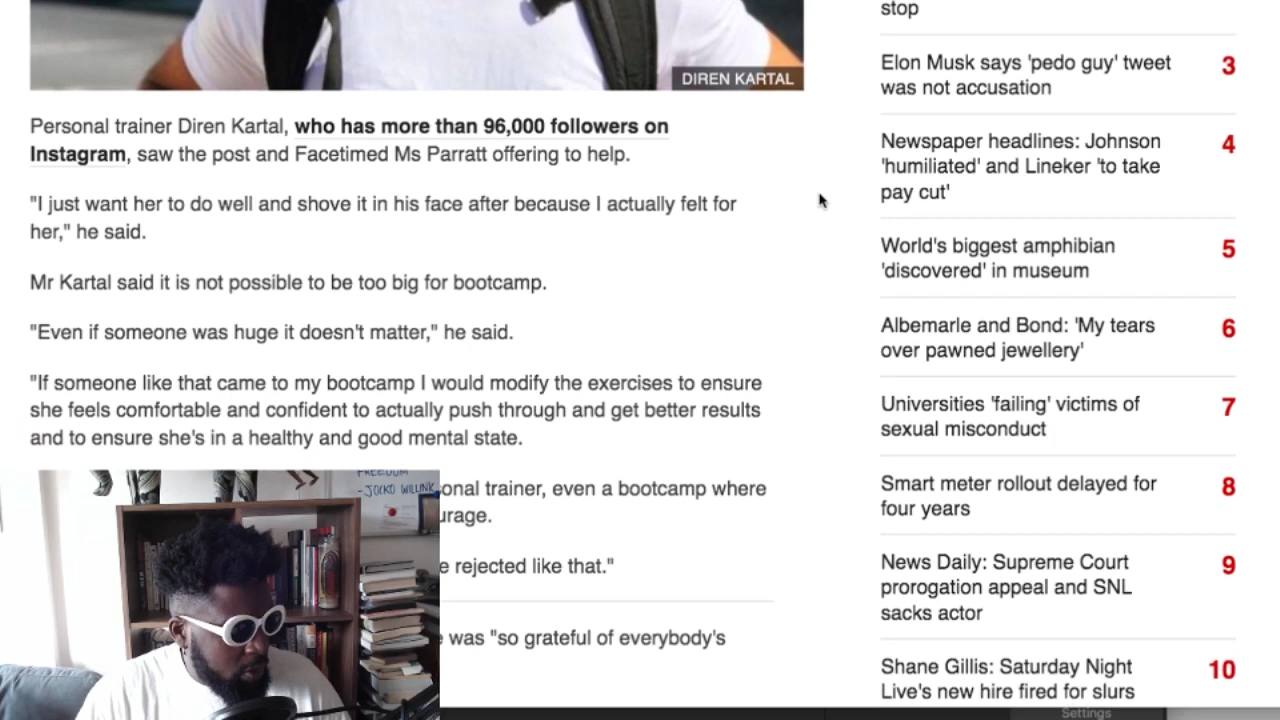 DIREN KARTAL
Personal trainer Diren Kartal, who has more than 96,000 followers on
Instagram, saw the post and Facetimed Ms Parratt offering to help.
"I just want her to do well and shove it in his face after because I actually felt for
her," he said.
Mr Kartal said it is not possible to be too big for bootcamp.
"Even if someone was huge it doesn't matter," he said.
"If someone like that came to my bootcamp I would modify the exercises to ensure
she feels comfortable and confident to actually push through and get better results
and to ensure she's in a healthy and good mental state.
onal trainer, even a bootcamp where
urage.
e rejected like that."
e was "so grateful of everybody's
FREEDOM
-JOCKO WILLINK
stop
Elon Musk says 'pedo guy' tweet 3
was not accusation
Newspaper headlines: Johnson 4
'humiliated' and Lineker 'to take
pay cut'
World's biggest amphibian 5
'discovered' in museum
Albemarle and Bond: 'My tears 6
over pawned jewellery'
Universities 'failing' victims of 7
sexual misconduct
Smart meter rollout delayed for 8
four years
News Daily: Supreme Court 9
prorogation appeal and SNL
sacks actor
Shane Gillis: Saturday Night 10
Live's new hire fired for slurs
Settings